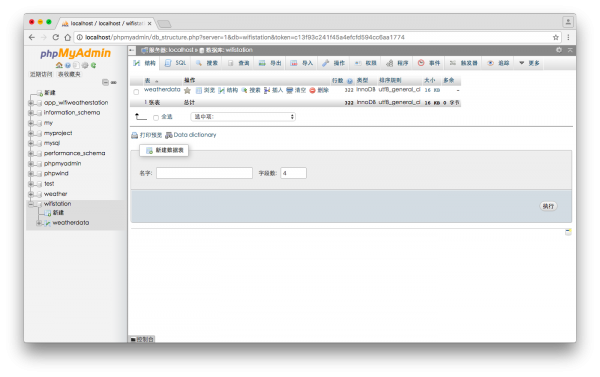 localhost / localhost / wifistation
localhost/phpmyadmin/db_structure.php?server=1&db=wifistation&token=c13f93c241f45a4efcfd594cc6aa1774
phpMyAdmin
近期访问 表收藏夹
新建
app_wifiweatherstation
information_schema
my
myproject
mysql
performance_schema
phpmyadmin
phpwind
test
weather
wifistation
新建
weatherdata
服务器: localhost » 数据库: wifistation
结构 SQL 搜索 查询 导出 导入 操作 权限 程序 事件 触发器 追踪 更多
表 操作 行数 类型 排序规则 大小 多余
weatherdata 浏览 结构 搜索 插入 清空 删除 322 InnoDB utf8_general_ci 16 KB -
1 张表 总计 322 InnoDB utf8_general_ci 16 KB 0 字节
全选 选中项:
打印预览 Data dictionary
新建数据表
名字: 字段数: 4
执行
控制台